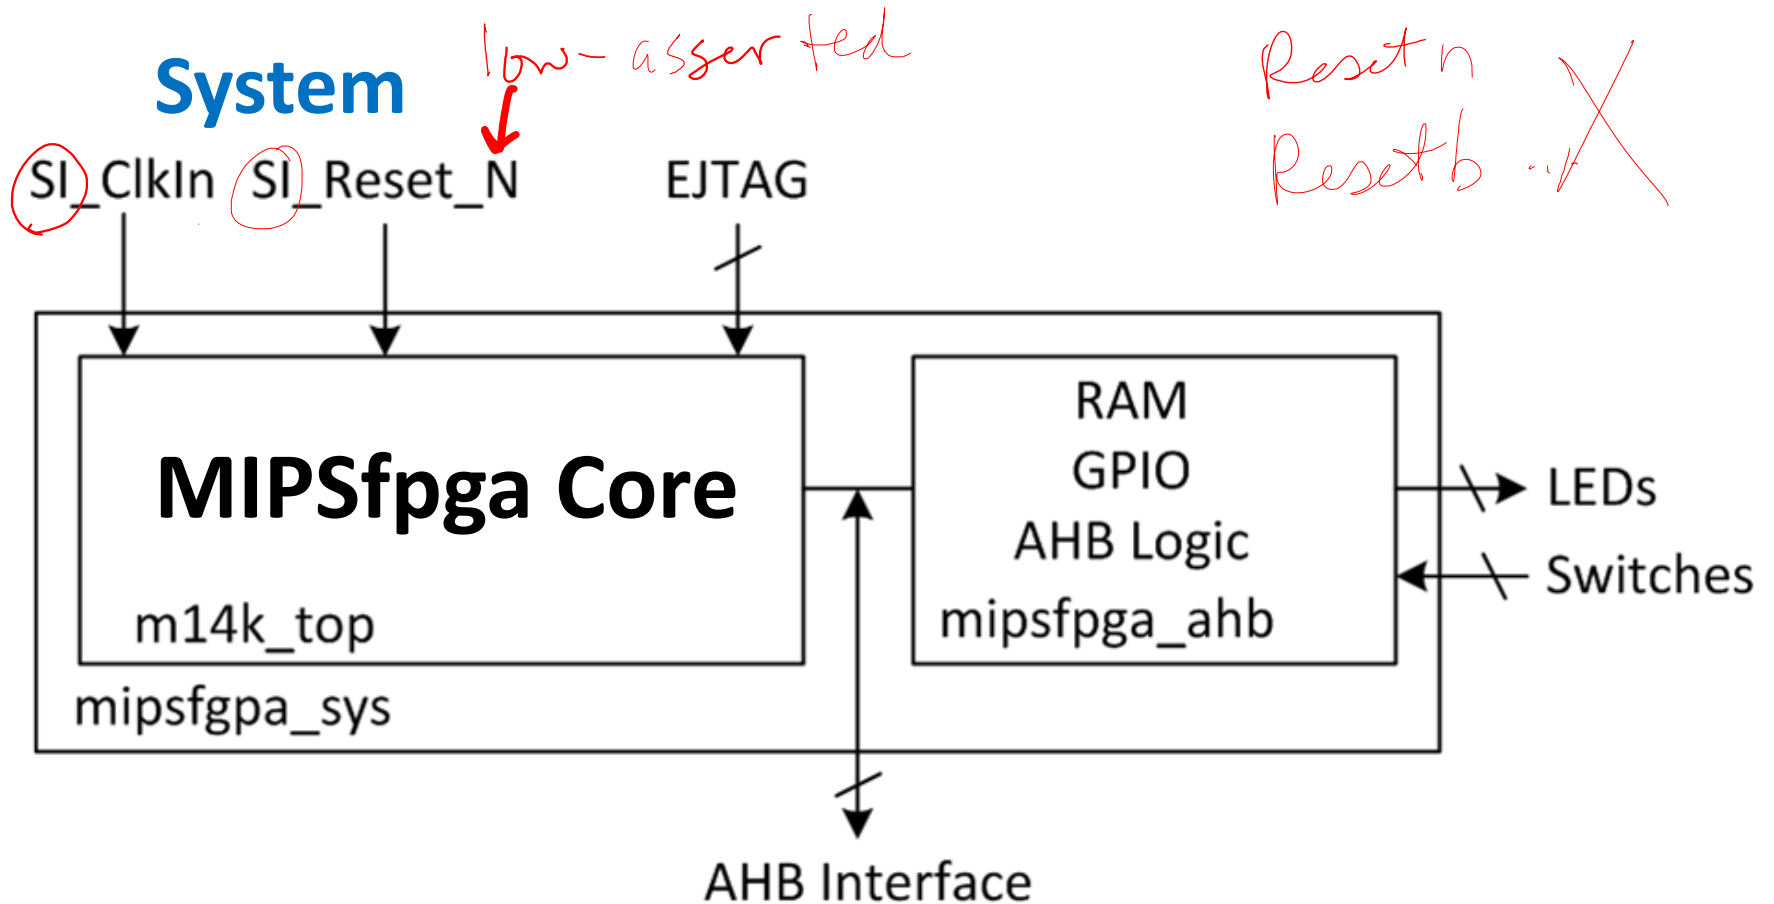 low-asserted
System
Resetn
Resetb ...
SI_ClkIn SI_Reset_N EJTAG
RAM
GPIO
MIPSfpga Core
AHB Logic
LEDs
Switches
m14k_top
mipsfpga_ahb
mipsfgpa_sys
AHB Interface